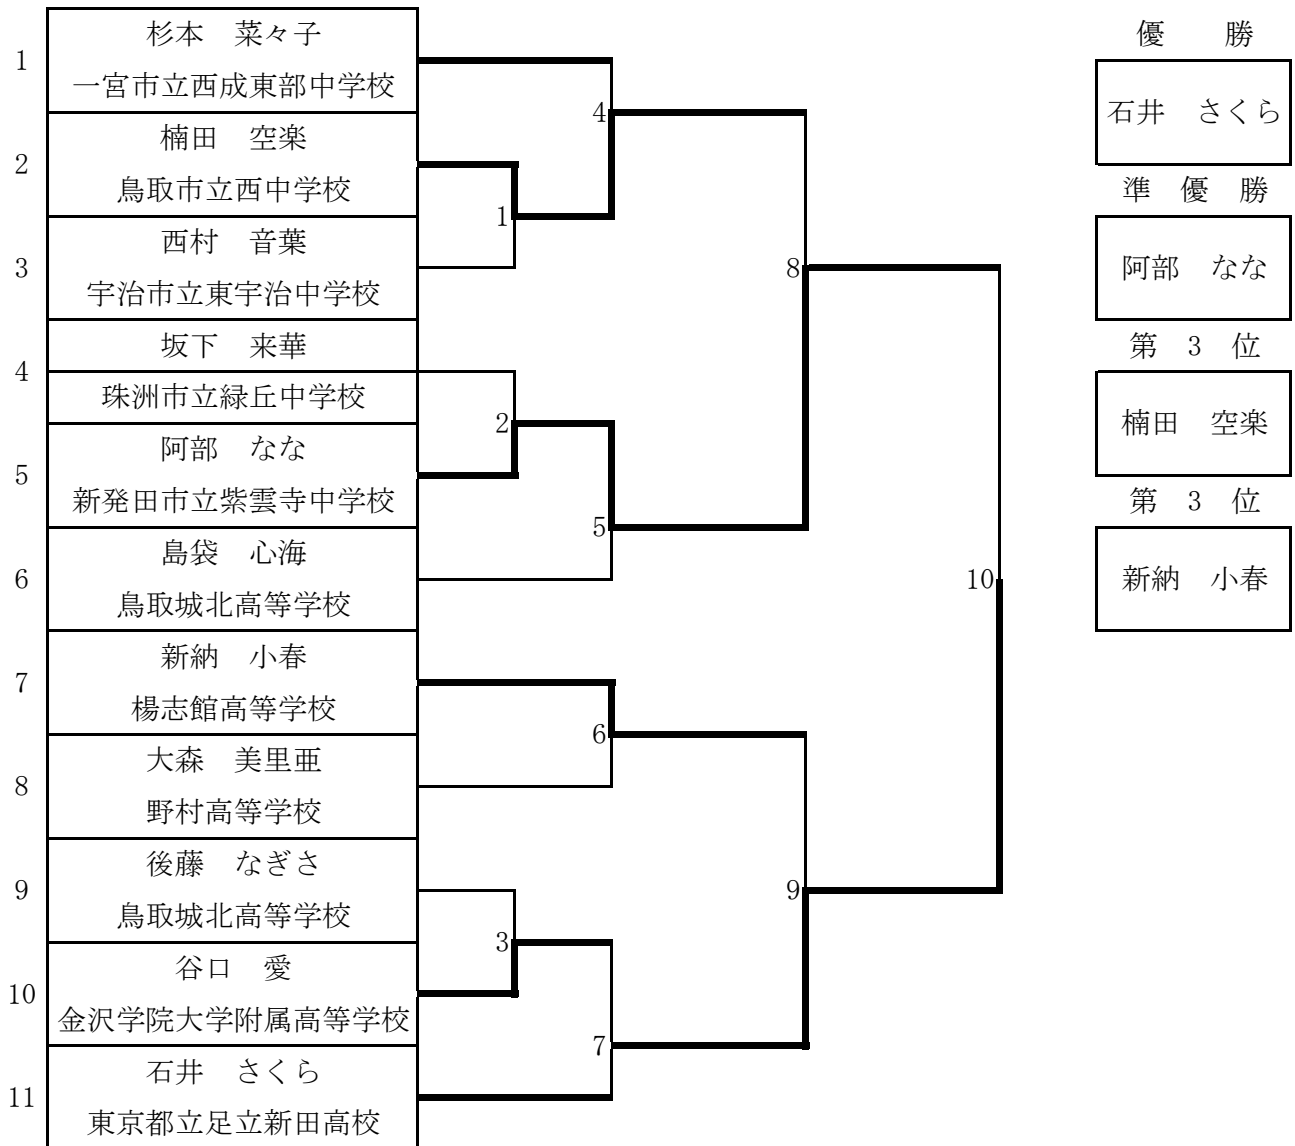 1
杉本　菜々子
一宮市立西成東部中学校
2
楠田　空楽
鳥取市立西中学校
3
西村　音葉
宇治市立東宇治中学校
4
坂下　来華
珠洲市立緑丘中学校
5
阿部　なな
新発田市立紫雲寺中学校
6
島袋　心海
鳥取城北高等学校
7
新納　小春
楊志館高等学校
8
大森　美里亜
野村高等学校
9
後藤　なぎさ
鳥取城北高等学校
10
谷口　愛
金沢学院大学附属高等学校
11
石井　さくら
東京都立足立新田高校
1
2
3
4
5
6
7
8
9
10
優　勝
石井　さくら
準　優　勝
阿部　なな
第　3　位
楠田　空楽
第　3　位
新納　小春